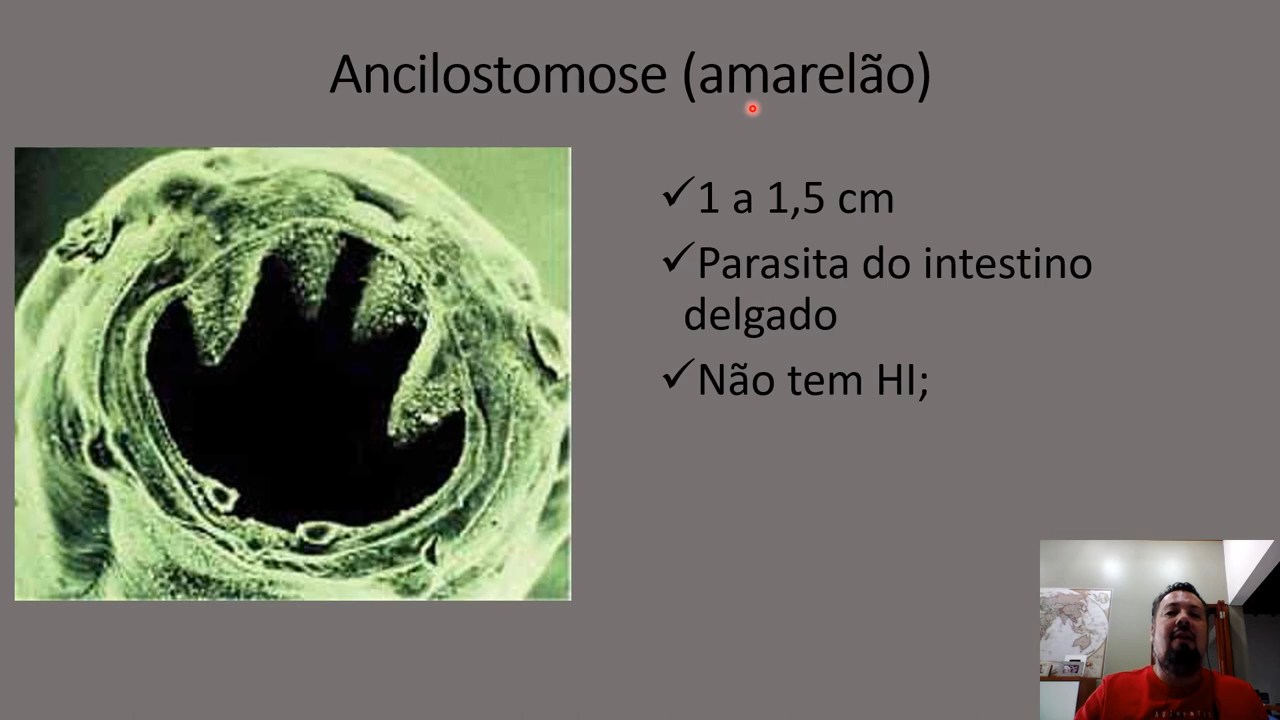 Ancilostomose (amarelão)
✓1 a 1,5 cm
✓Parasita do intestino
delgado
✓Não tem HI;